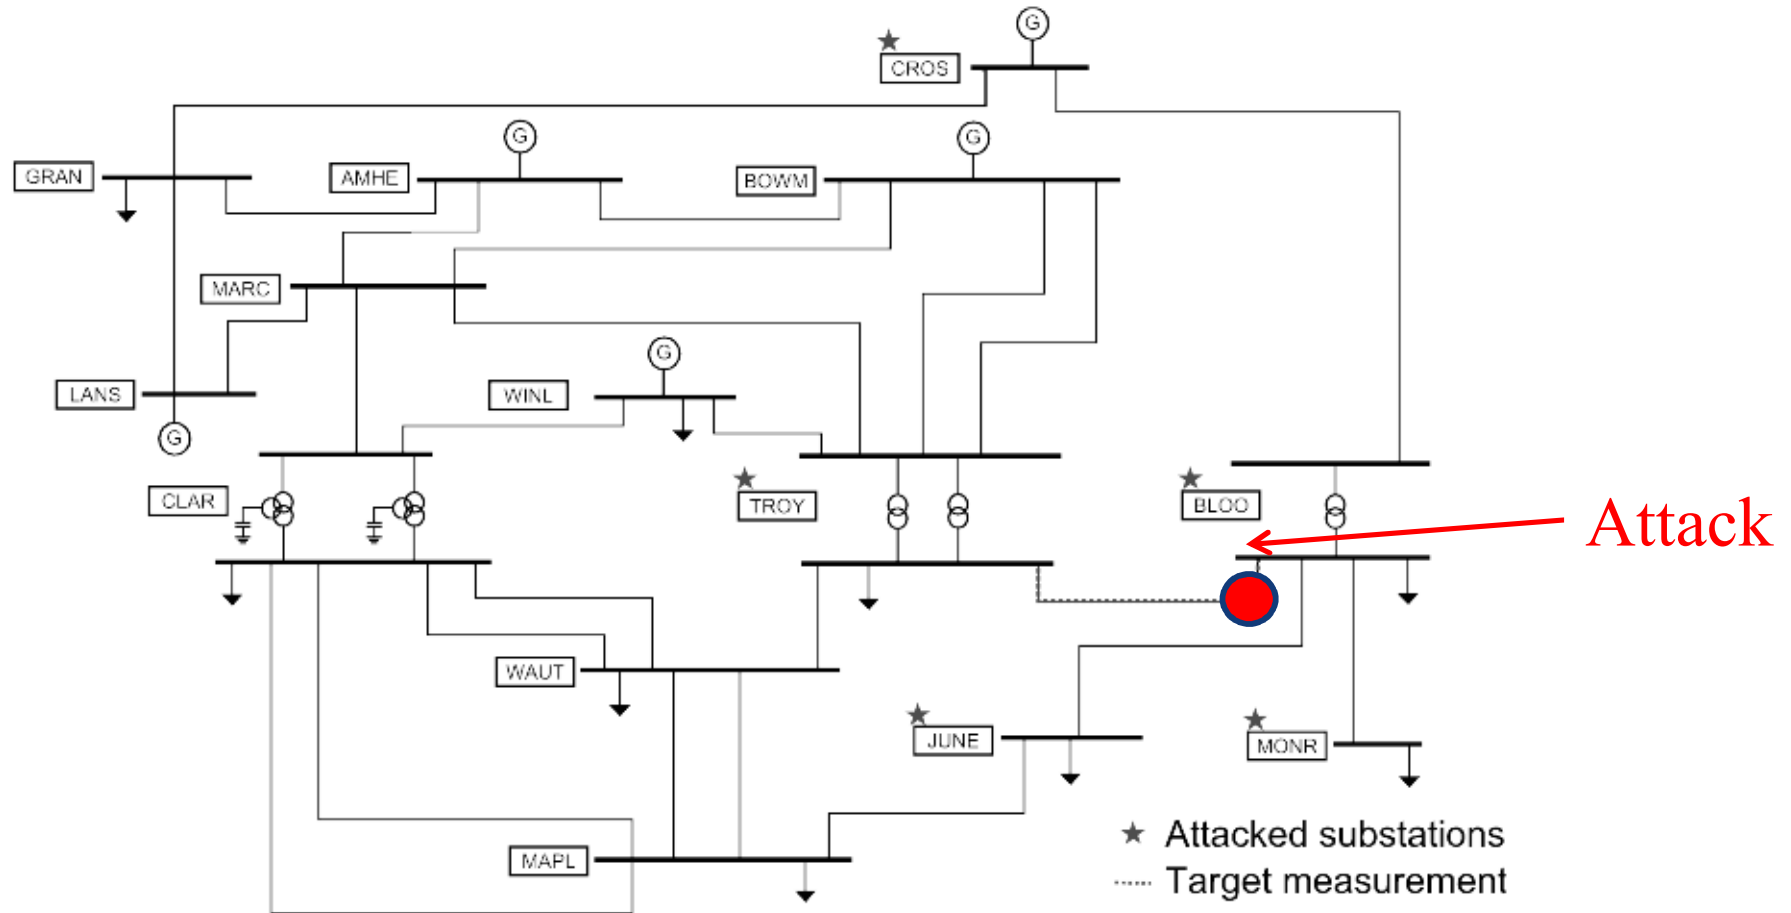 G
CROS
G
G
GRAN
AMHE
BOWM
MARC
G
LANS
WINL
G
CLAR
TROY
BLOO
Attack
WAUT
JUNE
MONR
MAPL
Attacked substations
Target measurement